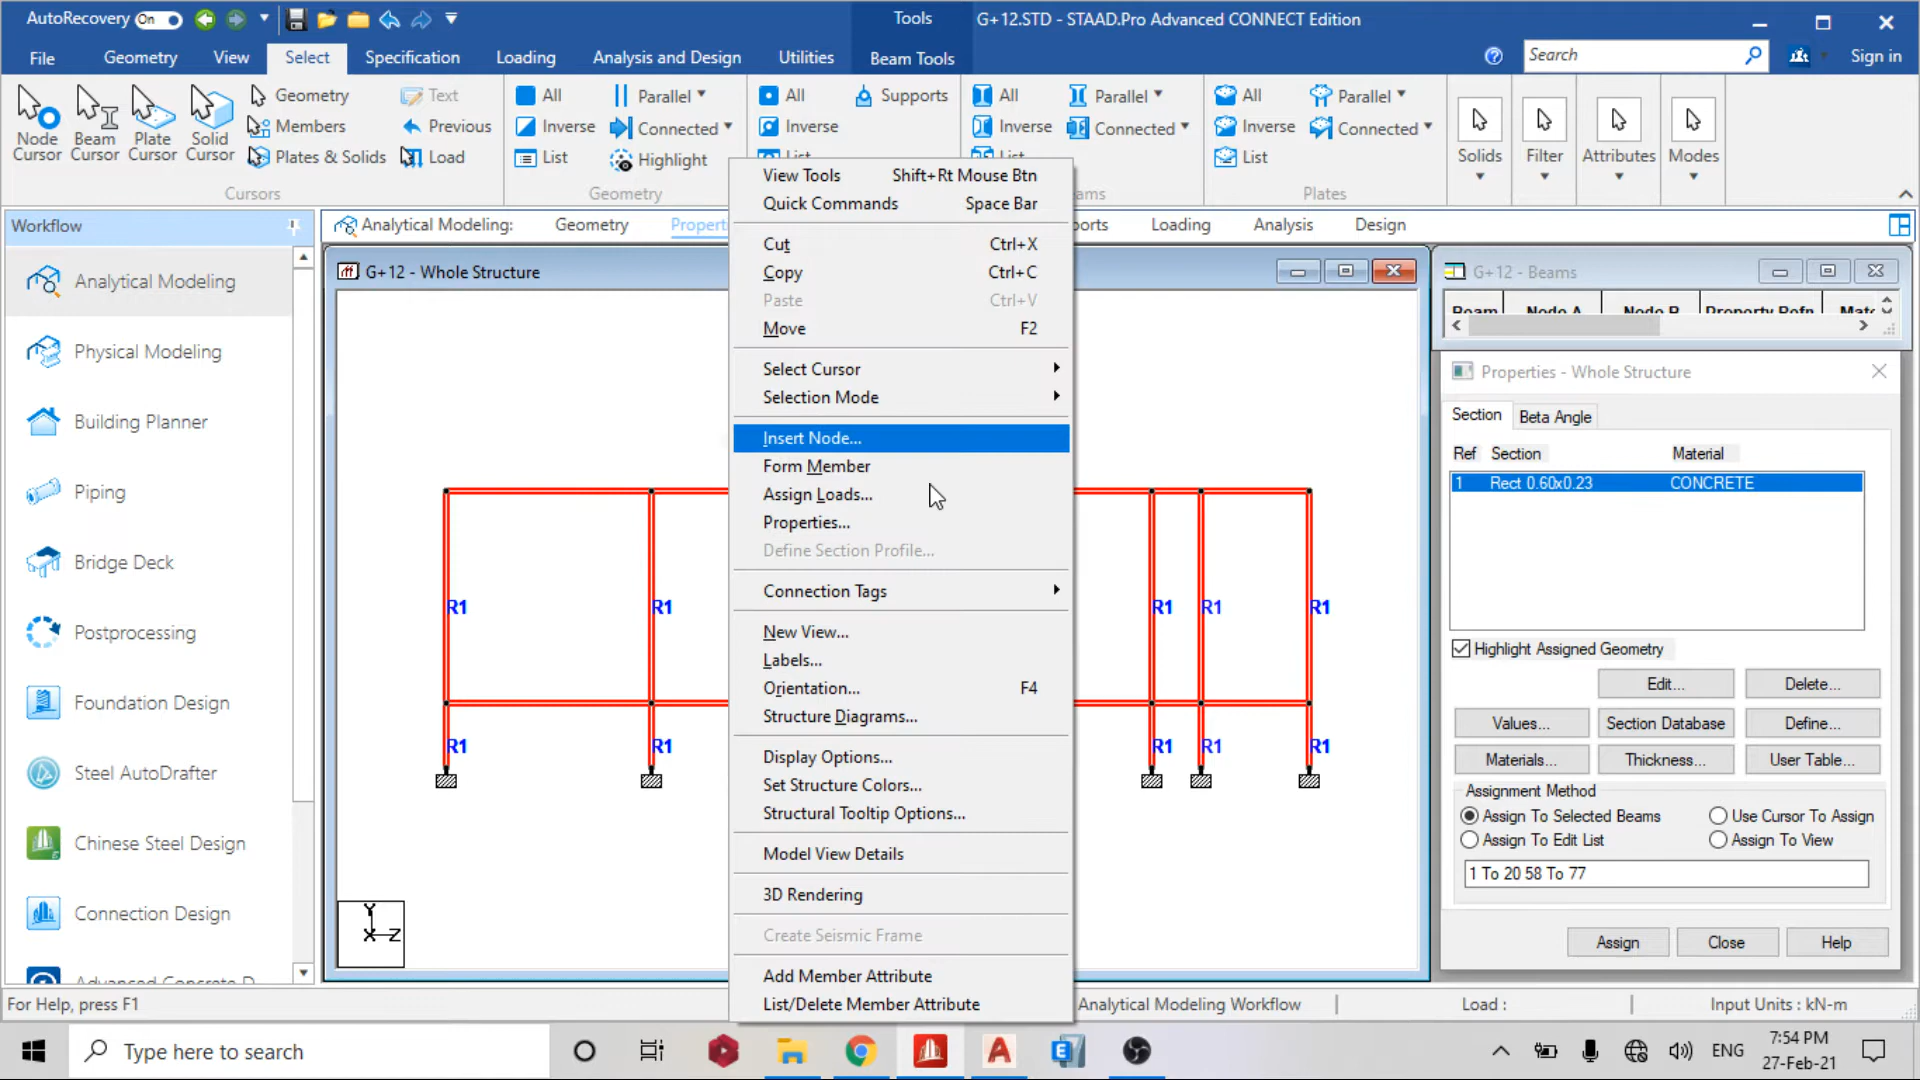 AutoRecovery On
Tools
G+12.STD - STAAD.Pro Advanced CONNECT Edition
File Geometry View Select Specification Loading Analysis and Design Utilities Beam Tools
Search
Sign in
Node Cursor
Beam Cursor
Plate Cursor
Solid Cursor
Geometry
Members
Plates & Solids
Text
Previous
Load
Cursors
All
Inverse
List
Parallel
Connected
Highlight
Geometry
All
Inverse
List
Supports
All
Inverse
List
Parallel
Connected
All
Inverse
List
Parallel
Connected
Plates
Solids
Filter
Attributes
Modes
Workflow
Analytical Modeling: Geometry Loading Analysis Design
Analytical Modeling
Physical Modeling
Building Planner
Piping
Bridge Deck
Postprocessing
Foundation Design
Steel AutoDrafter
Chinese Steel Design
Connection Design
G+12 - Whole Structure
R1 R1 R1 R1 R1
R1 R1 R1 R1 R1
Y
X Z
View Tools Shift+Rt Mouse Btn
Quick Commands Space Bar
Cut Ctrl+X
Copy Ctrl+C
Paste Ctrl+V
Move F2
Select Cursor
Selection Mode
Insert Node...
Form Member
Assign Loads...
Properties...
Define Section Profile...
Connection Tags
New View...
Labels...
Orientation... F4
Structure Diagrams...
Display Options...
Set Structure Colors...
Structural Tooltip Options...
Model View Details
3D Rendering
Create Seismic Frame
Add Member Attribute
List/Delete Member Attribute
G+12 - Beams
Beam Node A Node B Property Refn
Properties - Whole Structure
Section Beta Angle
Ref Section Material
1 Rect 0.60x0.23 CONCRETE
Highlight Assigned Geometry
Edit... Delete...
Values... Section Database Define...
Materials... Thickness... User Table...
Assignment Method
Assign To Selected Beams Use Cursor To Assign
Assign To Edit List Assign To View
1 To 20 58 To 77
Assign Close Help
For Help, press F1
Analytical Modeling Workflow
Load :
Input Units : kN-m
Type here to search
ENG
7:54 PM
27-Feb-21